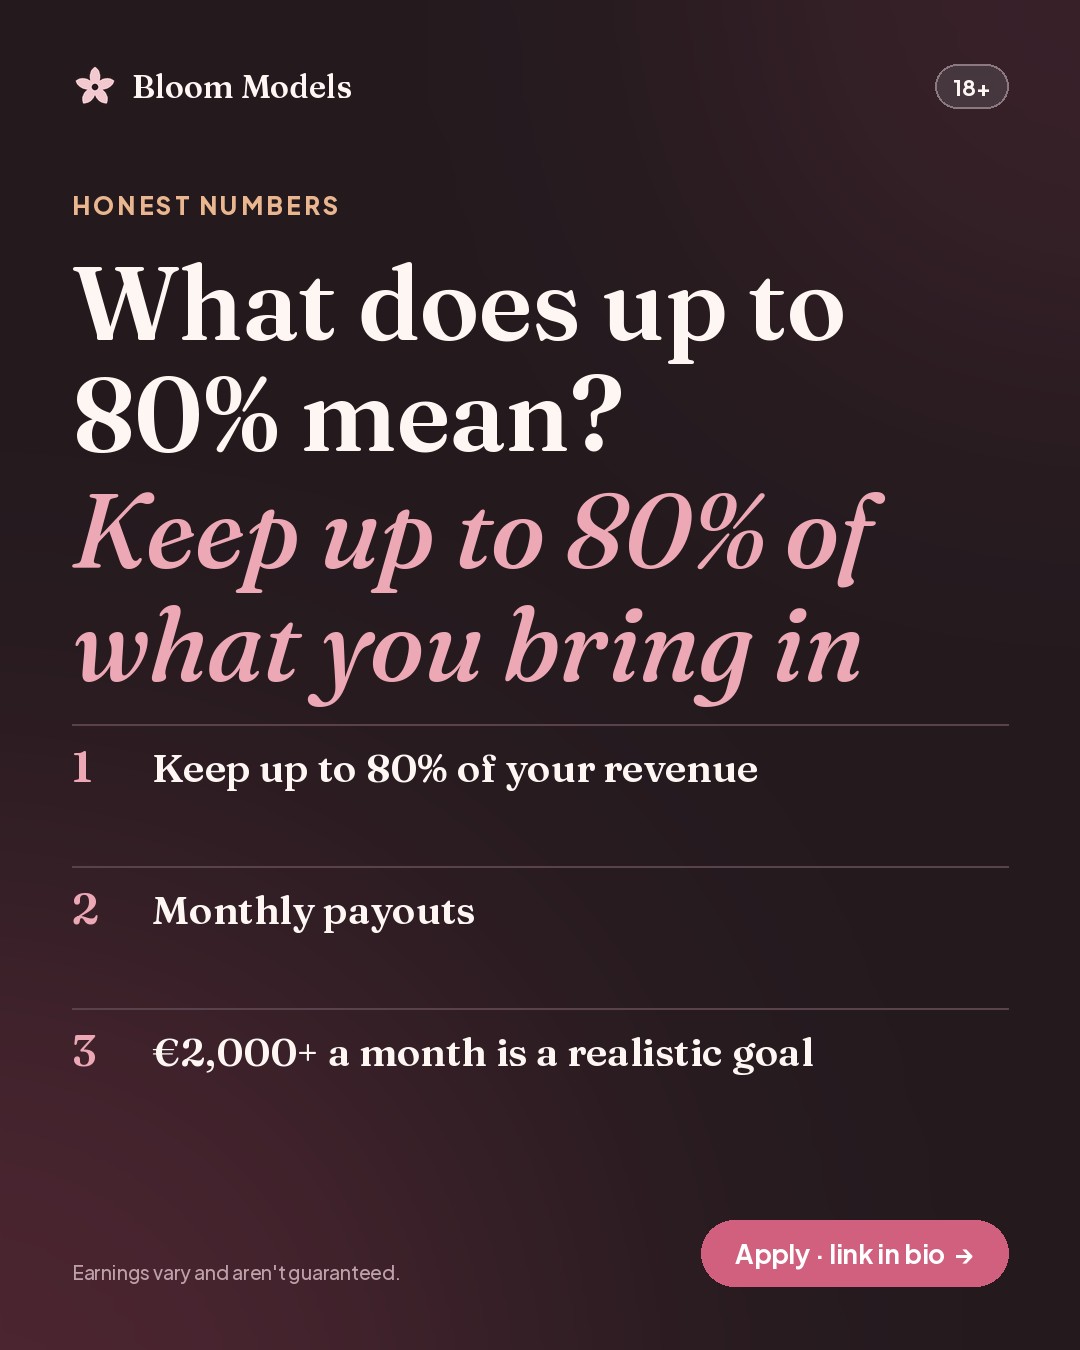 Bloom Models
18+
HONEST NUMBERS
What does up to
80% mean?
Keep up to 80% of
what you bring in
1 Keep up to 80% of your revenue
2 Monthly payouts
3 €2,000+ a month is a realistic goal
Earnings vary and aren't guaranteed.
Apply · link in bio →